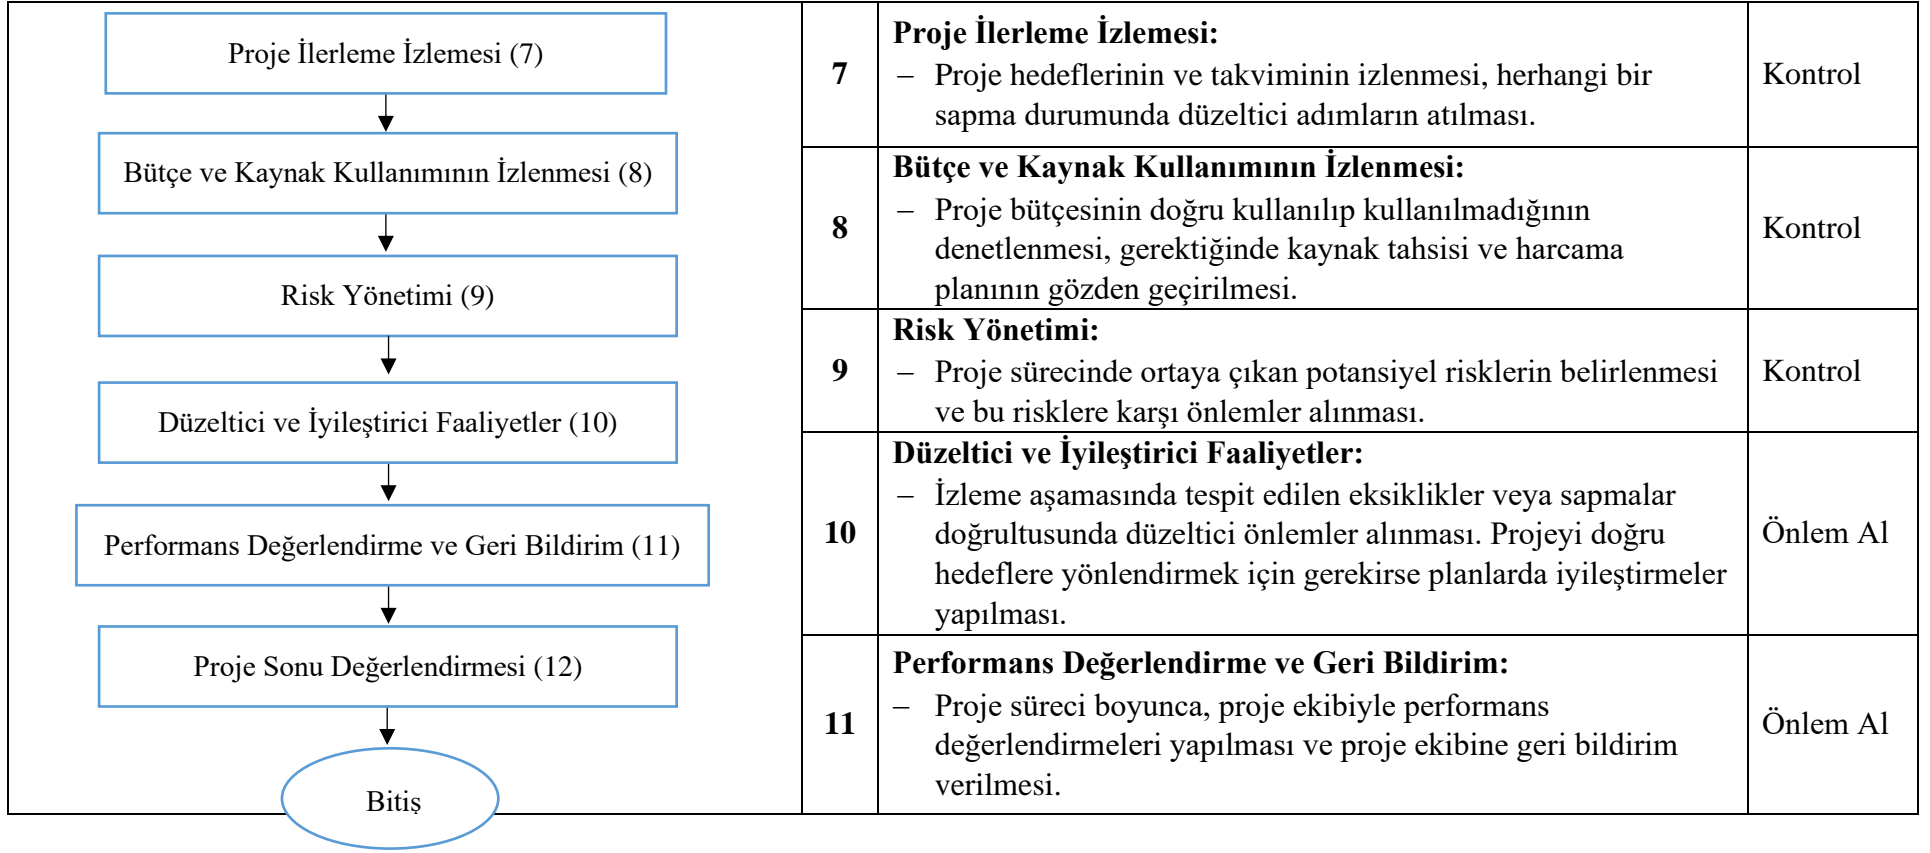 Proje İlerleme İzlemesi (7)
Bütçe ve Kaynak Kullanımının İzlenmesi (8)
Risk Yönetimi (9)
Düzeltici ve İyileştirici Faaliyetler (10)
Performans Değerlendirme ve Geri Bildirim (11)
Proje Sonu Değerlendirmesi (12)
Bitiş
7
Proje İlerleme İzlemesi:
– Proje hedeflerinin ve takviminin izlenmesi, herhangi bir
sapma durumunda düzeltici adımların atılması.
Kontrol
8
Bütçe ve Kaynak Kullanımının İzlenmesi:
– Proje bütçesinin doğru kullanılıp kullanılmadığının
denetlenmesi, gerektiğinde kaynak tahsisi ve harcama
planının gözden geçirilmesi.
Kontrol
9
Risk Yönetimi:
– Proje sürecinde ortaya çıkan potansiyel risklerin belirlenmesi
ve bu risklere karşı önlemler alınması.
Kontrol
10
Düzeltici ve İyileştirici Faaliyetler:
– İzleme aşamasında tespit edilen eksiklikler veya sapmalar
doğrultusunda düzeltici önlemler alınması. Projeyi doğru
hedeflere yönlendirmek için gerekirse planlarda iyileştirmeler
yapılması.
Önlem Al
11
Performans Değerlendirme ve Geri Bildirim:
– Proje süreci boyunca, proje ekibiyle performans
değerlendirmeleri yapılması ve proje ekibine geri bildirim
verilmesi.
Önlem Al